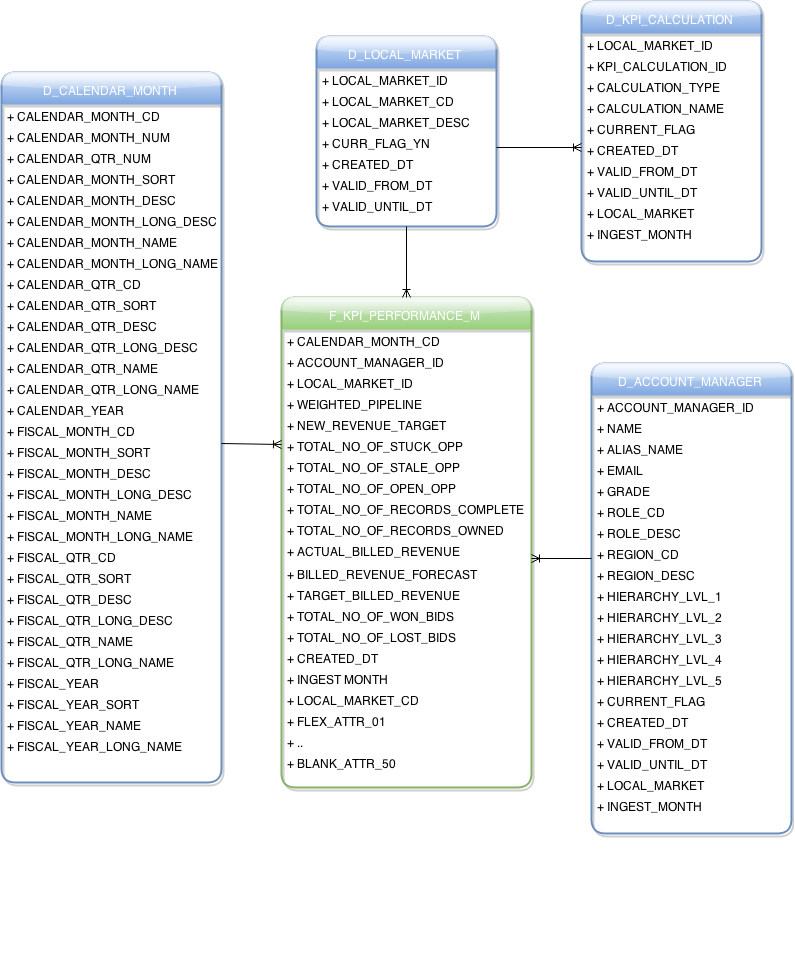 D_CALENDAR_MONTH
+ CALENDAR_MONTH_CD
+ CALENDAR_MONTH_NUM
+ CALENDAR_QTR_NUM
+ CALENDAR_MONTH_SORT
+ CALENDAR_MONTH_DESC
+ CALENDAR_MONTH_LONG_DESC
+ CALENDAR_MONTH_NAME
+ CALENDAR_MONTH_LONG_NAME
+ CALENDAR_QTR_CD
+ CALENDAR_QTR_SORT
+ CALENDAR_QTR_DESC
+ CALENDAR_QTR_LONG_DESC
+ CALENDAR_QTR_NAME
+ CALENDAR_QTR_LONG_NAME
+ CALENDAR_YEAR
+ FISCAL_MONTH_CD
+ FISCAL_MONTH_SORT
+ FISCAL_MONTH_DESC
+ FISCAL_MONTH_LONG_DESC
+ FISCAL_MONTH_NAME
+ FISCAL_MONTH_LONG_NAME
+ FISCAL_QTR_CD
+ FISCAL_QTR_SORT
+ FISCAL_QTR_DESC
+ FISCAL_QTR_LONG_DESC
+ FISCAL_QTR_NAME
+ FISCAL_QTR_LONG_NAME
+ FISCAL_YEAR
+ FISCAL_YEAR_SORT
+ FISCAL_YEAR_NAME
+ FISCAL_YEAR_LONG_NAME
D_LOCAL_MARKET
+ LOCAL_MARKET_ID
+ LOCAL_MARKET_CD
+ LOCAL_MARKET_DESC
+ CURR_FLAG_YN
+ CREATED_DT
+ VALID_FROM_DT
+ VALID_UNTIL_DT
D_KPI_CALCULATION
+ LOCAL_MARKET_ID
+ KPI_CALCULATION_ID
+ CALCULATION_TYPE
+ CALCULATION_NAME
+ CURRENT_FLAG
+ CREATED_DT
+ VALID_FROM_DT
+ VALID_UNTIL_DT
+ LOCAL_MARKET
+ INGEST_MONTH
F_KPI_PERFORMANCE_M
+ CALENDAR_MONTH_CD
+ ACCOUNT_MANAGER_ID
+ LOCAL_MARKET_ID
+ WEIGHTED_PIPELINE
+ NEW_REVENUE_TARGET
+ TOTAL_NO_OF_STUCK_OPP
+ TOTAL_NO_OF_STALE_OPP
+ TOTAL_NO_OF_OPEN_OPP
+ TOTAL_NO_OF_RECORDS_COMPLETE
+ TOTAL_NO_OF_RECORDS_OWNED
+ ACTUAL_BILLED_REVENUE
+ BILLED_REVENUE_FORECAST
+ TARGET_BILLED_REVENUE
+ TOTAL_NO_OF_WON_BIDS
+ TOTAL_NO_OF_LOST_BIDS
+ CREATED_DT
+ INGEST MONTH
+ LOCAL_MARKET_CD
+ FLEX_ATTR_01
+ ..
+ BLANK_ATTR_50
D_ACCOUNT_MANAGER
+ ACCOUNT_MANAGER_ID
+ NAME
+ ALIAS_NAME
+ EMAIL
+ GRADE
+ ROLE_CD
+ ROLE_DESC
+ REGION_CD
+ REGION_DESC
+ HIERARCHY_LVL_1
+ HIERARCHY_LVL_2
+ HIERARCHY_LVL_3
+ HIERARCHY_LVL_4
+ HIERARCHY_LVL_5
+ CURRENT_FLAG
+ CREATED_DT
+ VALID_FROM_DT
+ VALID_UNTIL_DT
+ LOCAL_MARKET
+ INGEST_MONTH